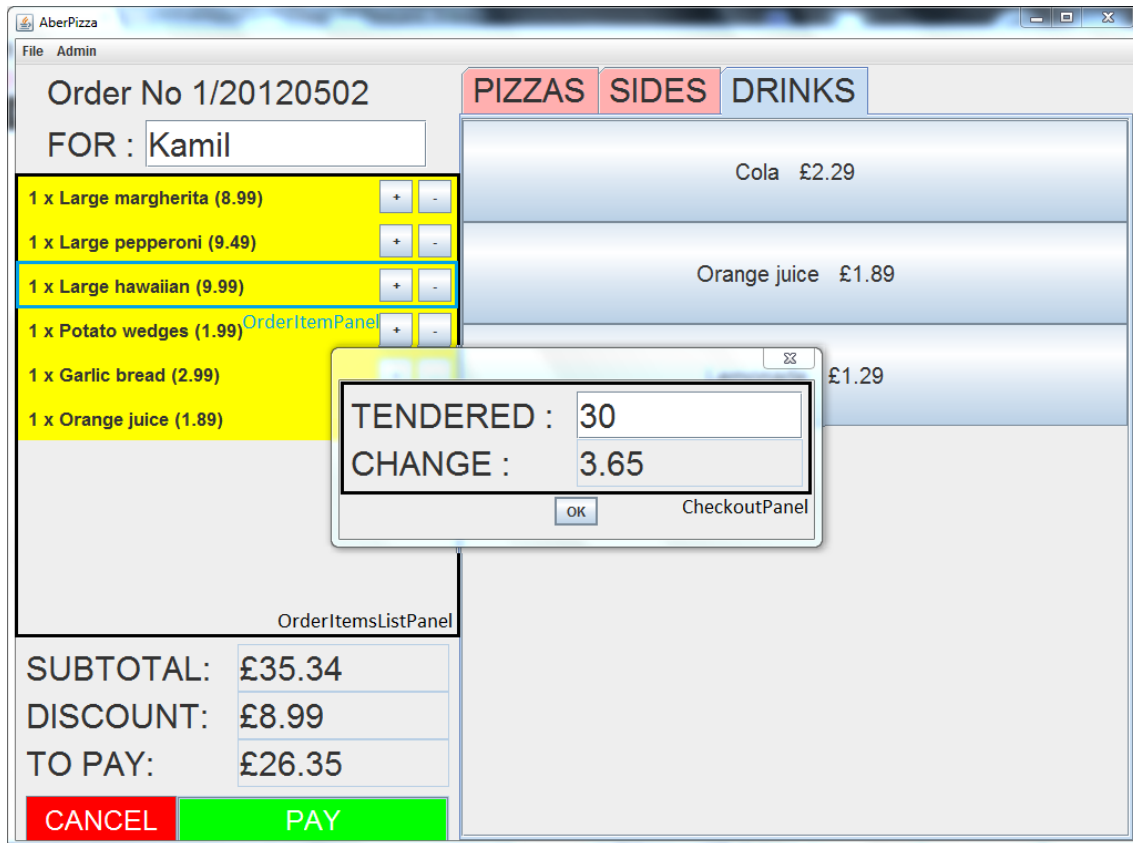 AberPizza
File Admin
Order No 1/20120502
FOR : Kamil
1 x Large margherita (8.99) + -
1 x Large pepperoni (9.49) + -
1 x Large hawaiian (9.99) + -
1 x Potato wedges (1.99) + -
OrderItemPanel
1 x Garlic bread (2.99)
1 x Orange juice (1.89)
OrderItemsListPanel
SUBTOTAL: £35.34
DISCOUNT: £8.99
TO PAY: £26.35
CANCEL PAY
PIZZAS SIDES DRINKS
Cola £2.29
Orange juice £1.89
£1.29
TENDERED : 30
CHANGE : 3.65
OK
CheckoutPanel